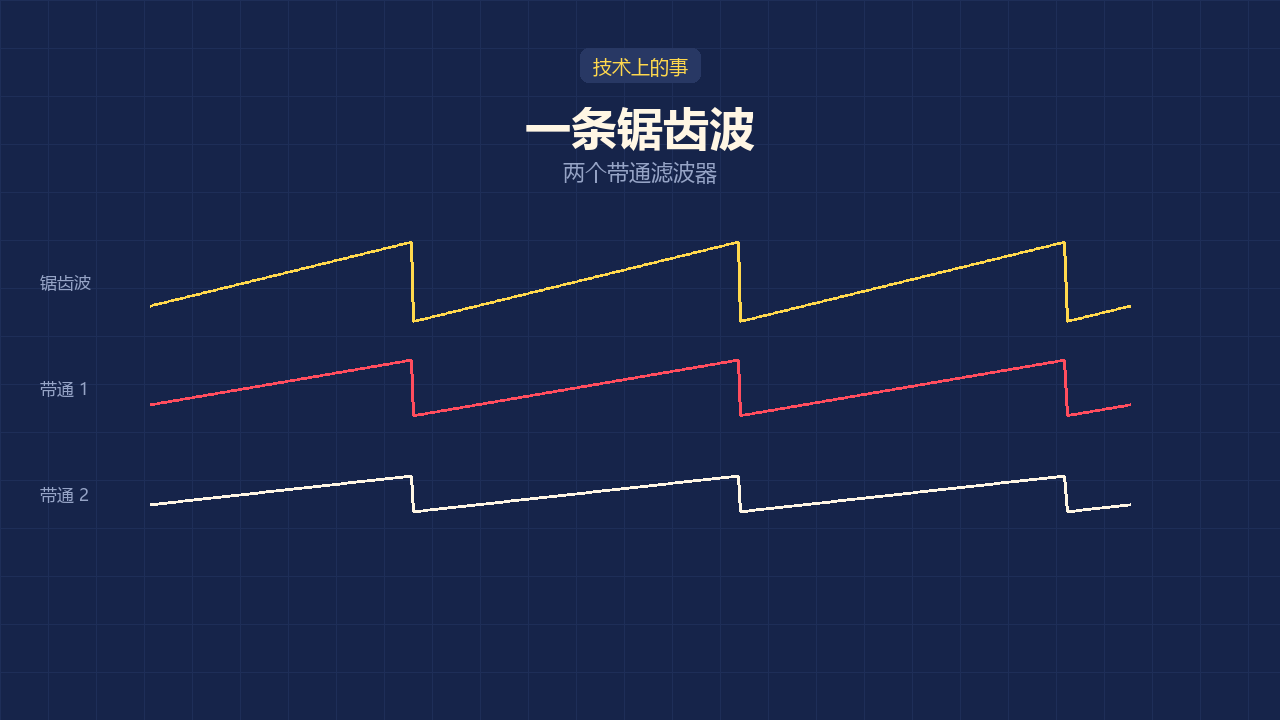 技术上的事
一条锯齿波
两个带通滤波器
锯齿波
带通 1
带通 2